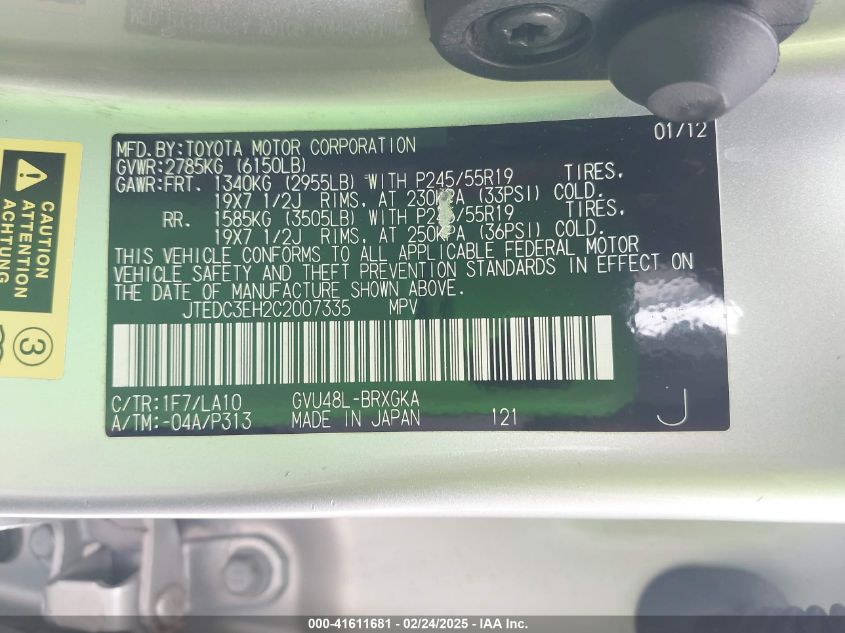 MFD.BY:TOYOTA MOTOR CORPORATION 01/12
GVWR:2785KG (6150LB)
GAWR:FRT. 1340KG (2955LB) WITH P245/55R19 TIRES,
19X7 1/2J RIMS, AT 230KPA (33PSI) COLD.
RR. 1585KG (3505LB) WITH P245/55R19 TIRES,
19X7 1/2J RIMS, AT 250KPA (36PSI) COLD.
THIS VEHICLE CONFORMS TO ALL APPLICABLE FEDERAL MOTOR
VEHICLE SAFETY AND THEFT PREVENTION STANDARDS IN EFFECT ON
THE DATE OF MANUFACTURE SHOWN ABOVE.
JTEDC3EH2C2007335 MPV
C/TR:1F7/LA10 GVU48L-BRXGKA
A/TM:-04A/P313 MADE IN JAPAN 121 J
CAUTION
ATTENTION
ACHTUNG
3
000-41611681 - 02/24/2025 - IAA Inc.